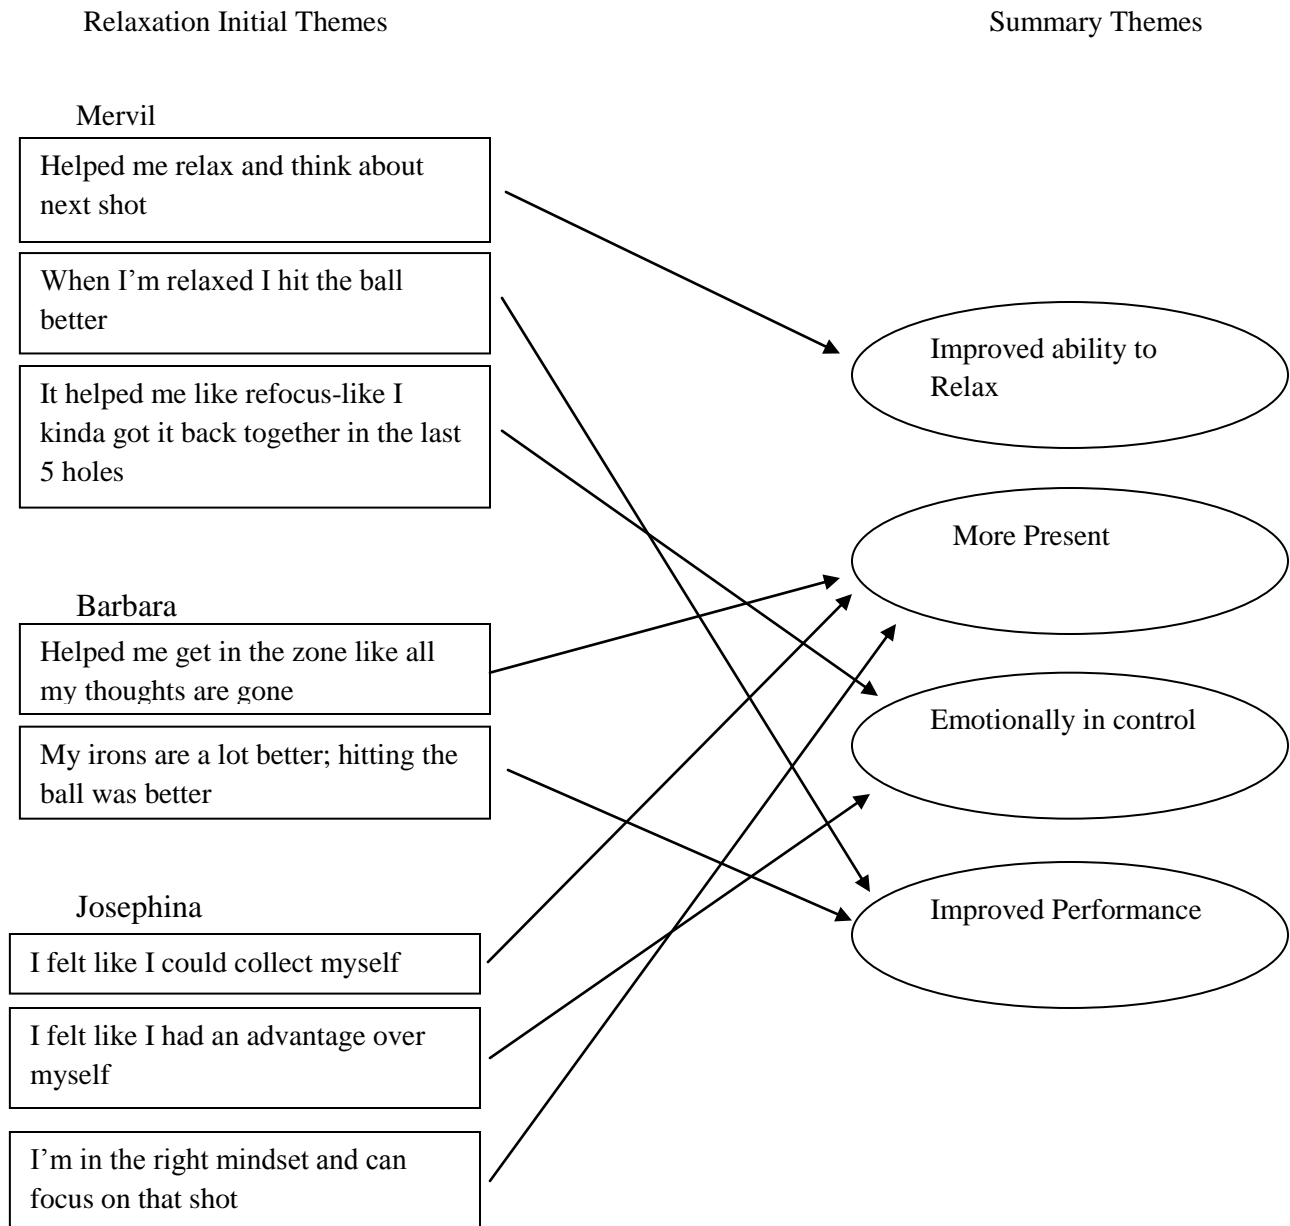 Relaxation Initial Themes
Summary Themes
Mervil
Helped me relax and think about
next shot
When I’m relaxed I hit the ball
better
It helped me like refocus-like I
kinda got it back together in the last
5 holes
Barbara
Helped me get in the zone like all
my thoughts are gone
My irons are a lot better; hitting the
ball was better
Josephina
I felt like I could collect myself
I felt like I had an advantage over
myself
I’m in the right mindset and can
focus on that shot
Improved ability to
Relax
More Present
Emotionally in control
Improved Performance